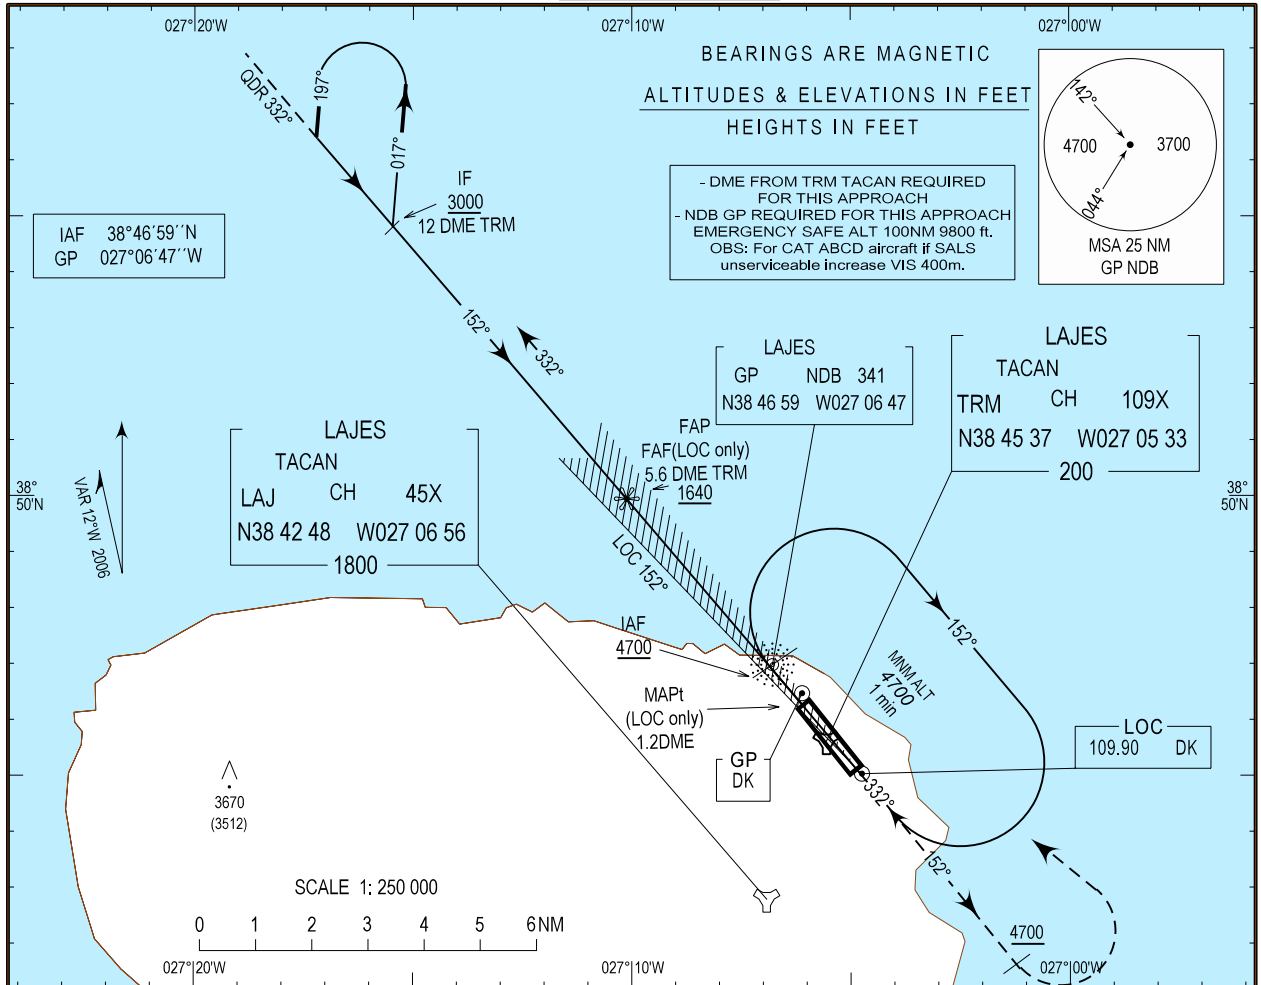 027°20'W
027°10'W
027°00'W
BEARINGS ARE MAGNETIC
ALTITUDES & ELEVATIONS IN FEET
HEIGHTS IN FEET
142°
4700
3700
044°
MSA 25 NM
GP NDB
- DME FROM TRM TACAN REQUIRED
FOR THIS APPROACH
- NDB GP REQUIRED FOR THIS APPROACH
EMERGENCY SAFE ALT 100NM 9800 ft.
OBS: For CAT ABCD aircraft if SALS
unserviceable increase VIS 400m.
QDR 332°
197°
017°
IF
3000
12 DME TRM
IAF 38°46´59´´N
GP 027°06´47´´W
152°
332°
LAJES
GP NDB 341
N38 46 59 W027 06 47
LAJES
TACAN
TRM CH 109X
N38 45 37 W027 05 33
200
LAJES
TACAN
LAJ CH 45X
N38 42 48 W027 06 56
1800
FAP
FAF(LOC only)
5.6 DME TRM
1640
38°
50'N
38°
50'N
VAR 12°W 2006
LOC 152°
IAF
4700
MAPt
(LOC only)
1.2DME
152°
MNM ALT
4700
1 min
GP
DK
LOC
109.90 DK
332°
152°
3670
(3512)
SCALE 1: 250 000
0 1 2 3 4 5 6NM
4700
027°20'W
027°10'W
027°00'W